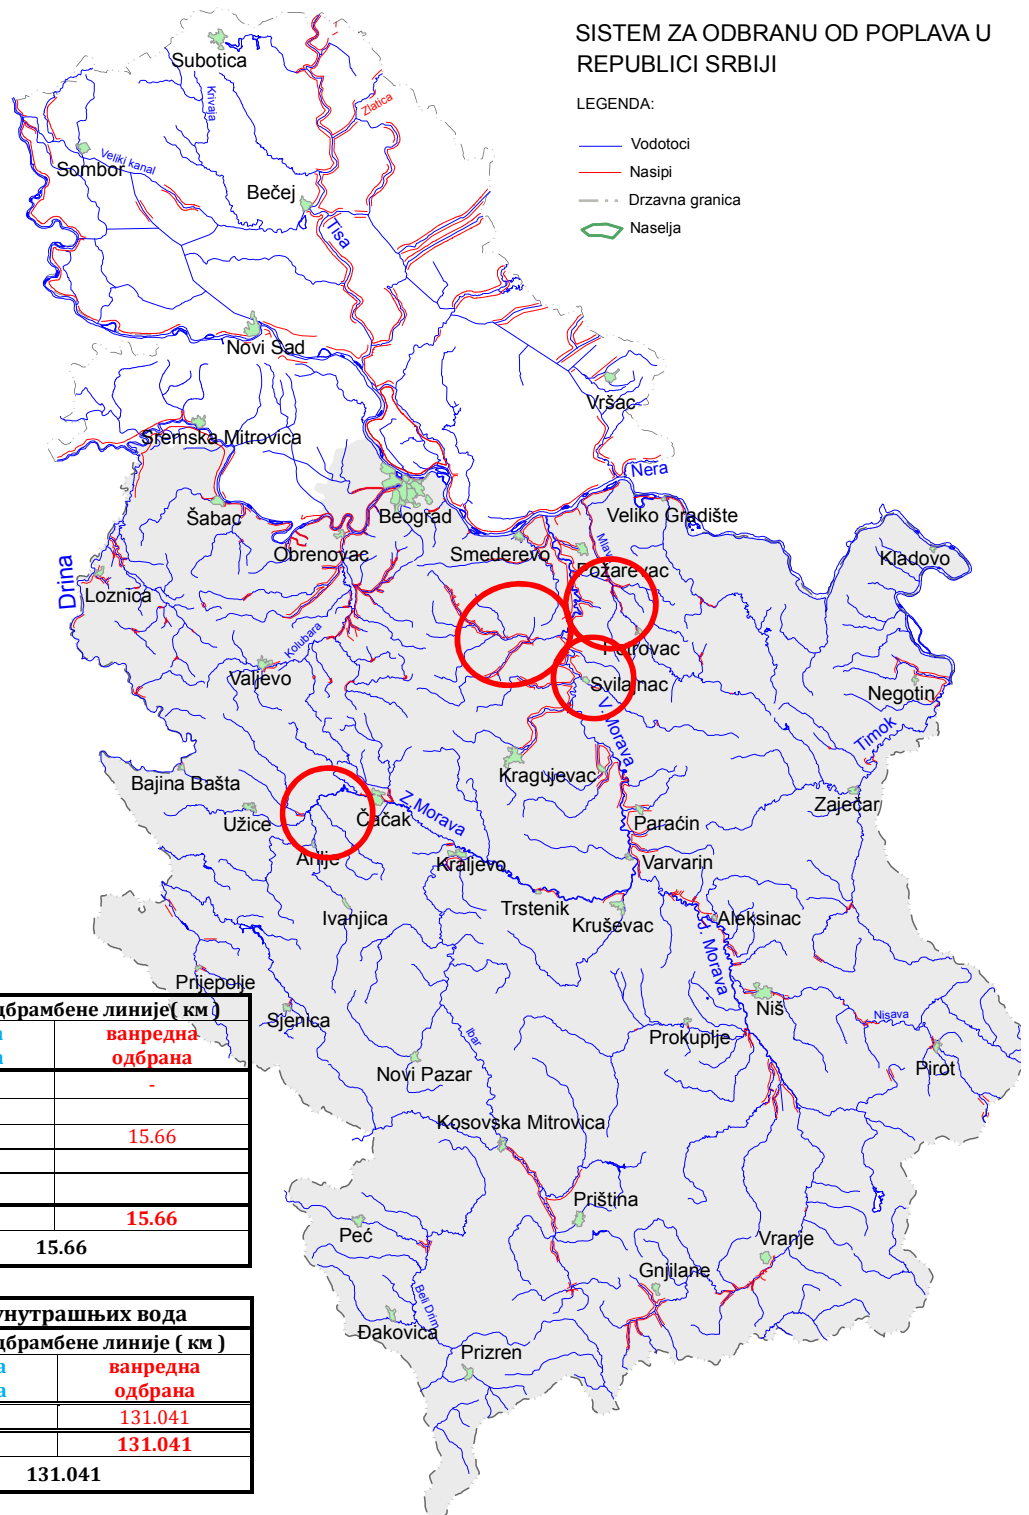 SISTEM ZA ODBRANU OD POPLAVA U
REPUBLICI SRBIJI
LEGENDA:
Vodotoci
Nasipi
Drzavna granica
Naselja
Subotica
Krivaja
Zlatica
Sombor
Veliki kanal
Bečej
Tisa
Novi Sad
Vršac
Sremska Mitrovica
Nera
Šabac
Beograd
Veliko Gradište
Obrenovac
Smederevo
Mlava
Požarevac
Kladovo
Drina
Loznica
Kolubara
Petrovac
Valjevo
Svilajnac
Negotin
V. Morava
Timok
Kragujevac
Bajina Bašta
Z.Morava
Zaječar
Užice
Čačak
Paraćin
Arilje
Kraljevo
Varvarin
Ivanjica
Trstenik
Kruševac
Aleksinac
J. Morava
Prijepolje
Sjenica
Niš
Nisava
Ibar
Prokuplje
Pirot
Novi Pazar
Kosovska Mitrovica
Priština
Peć
Vranje
Gnjilane
Beli Drim
Đakovica
Prizren
дбрамбене линије( км )
а ванредна
а одбрана
-
15.66
15.66
15.66
унутрашњих вода
дбрамбене линије ( км )
а ванредна
а одбрана
131.041
131.041
131.041